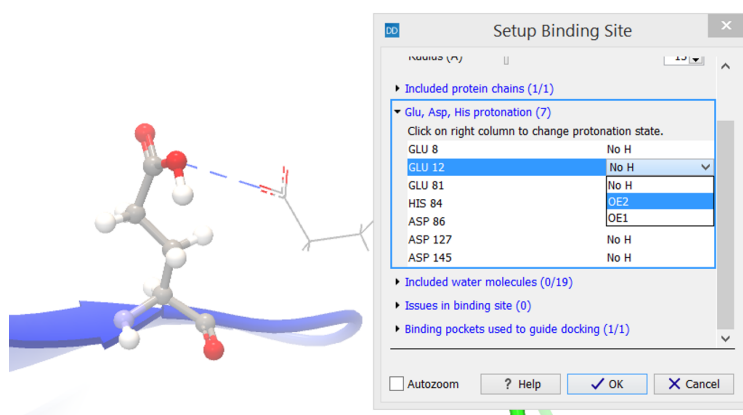 DD
Setup Binding Site
Included protein chains (1/1)
Glu, Asp, His protonation (7)
Click on right column to change protonation state.
GLU 8 No H
GLU 12 No H
GLU 81 No H
HIS 84 OE2
ASP 86 OE1
ASP 127 No H
ASP 145 No H
Included water molecules (0/19)
Issues in binding site (0)
Binding pockets used to guide docking (1/1)
Autozoom ? Help OK Cancel